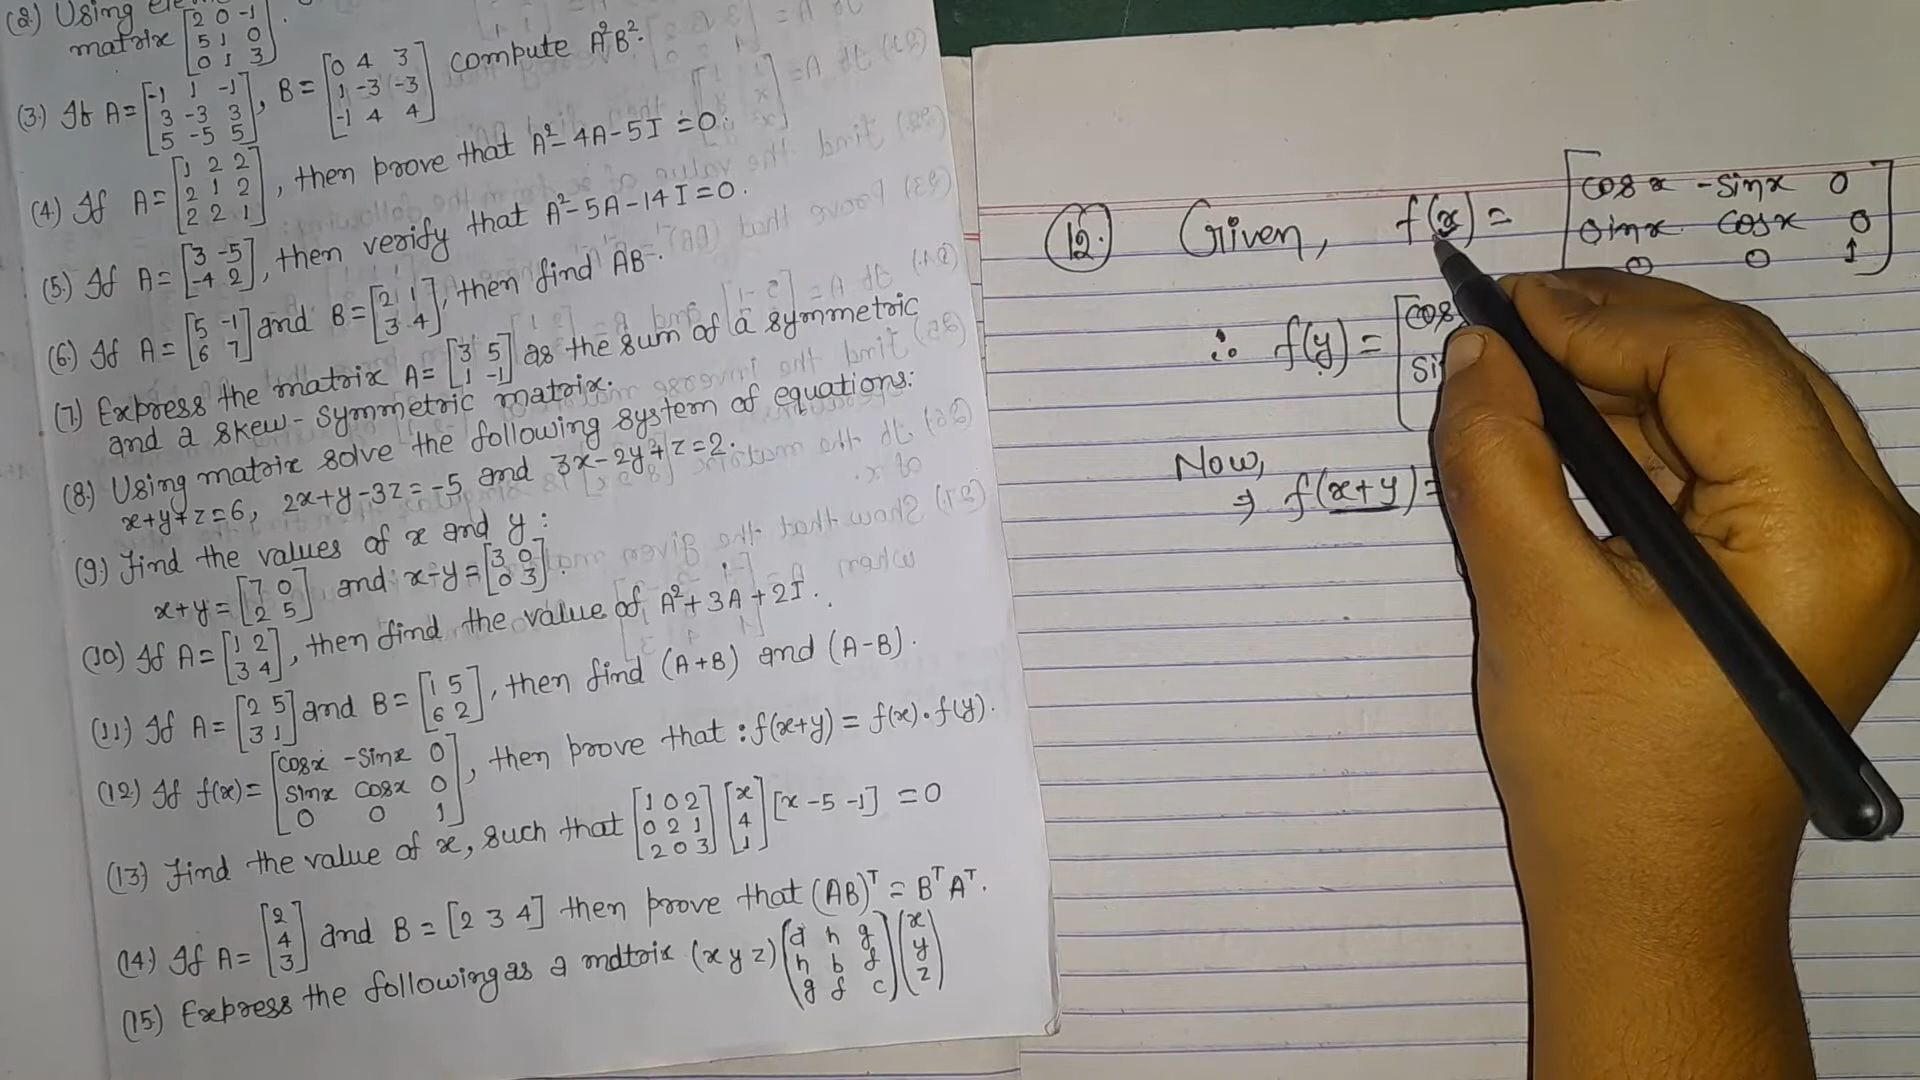 (2) Using
matrix [2 0 -1
5 1 0
0 1 3]
(3.) If A = [-1 1 -1
3 -3 3
5 -5 5], B = [0 4 3
1 -3 -3
-1 4 4] compute A²B².
(4) If A = [1 2 2
2 1 2
2 2 1], then prove that A²-4A-5I=0.
(5.) If A = [3 -5
-4 2], then verify that A²-5A-14I=0.
(6) If A = [5 -1
6 7] and B = [2 1
3 4], then find AB.
(7.) Express the matrix A = [3 5
1 -1] as the sum of a symmetric
and a skew-symmetric matrix.
(8.) Using matrix solve the following system of equations:
x+y+z=6, 2x+y-3z=-5 and 3x-2y+z=2.
(9.) Find the values of x and y:
x+y = [7 0
2 5] and x-y = [3 0
0 3].
(10) If A = [1 2
3 4], then find the value of A²+3A+2I.
(11) If A = [2 5
3 1] and B = [1 5
6 2], then find (A+B) and (A-B).
(12) If f(x) = [cosx -sinx 0
sinx cosx 0
0 0 1], then prove that : f(x+y) = f(x)·f(y).
(13) Find the value of x, such that [1 0 2
0 2 1
2 0 3] [x
4
1] [x -5 -1] = 0
(14) If A = [2
4
3] and B = [2 3 4] then prove that (AB)ᵀ = BᵀAᵀ.
(15) Express the following as a mdtrix (x y z) (a h g
h b f
g f c) (x
y
z)
(12.) Given, f(x) = [cosx -sinx 0
sinx cosx 0
0 0 1]
∴ f(y) = [cos
Now,
⇒ f(x+y) =